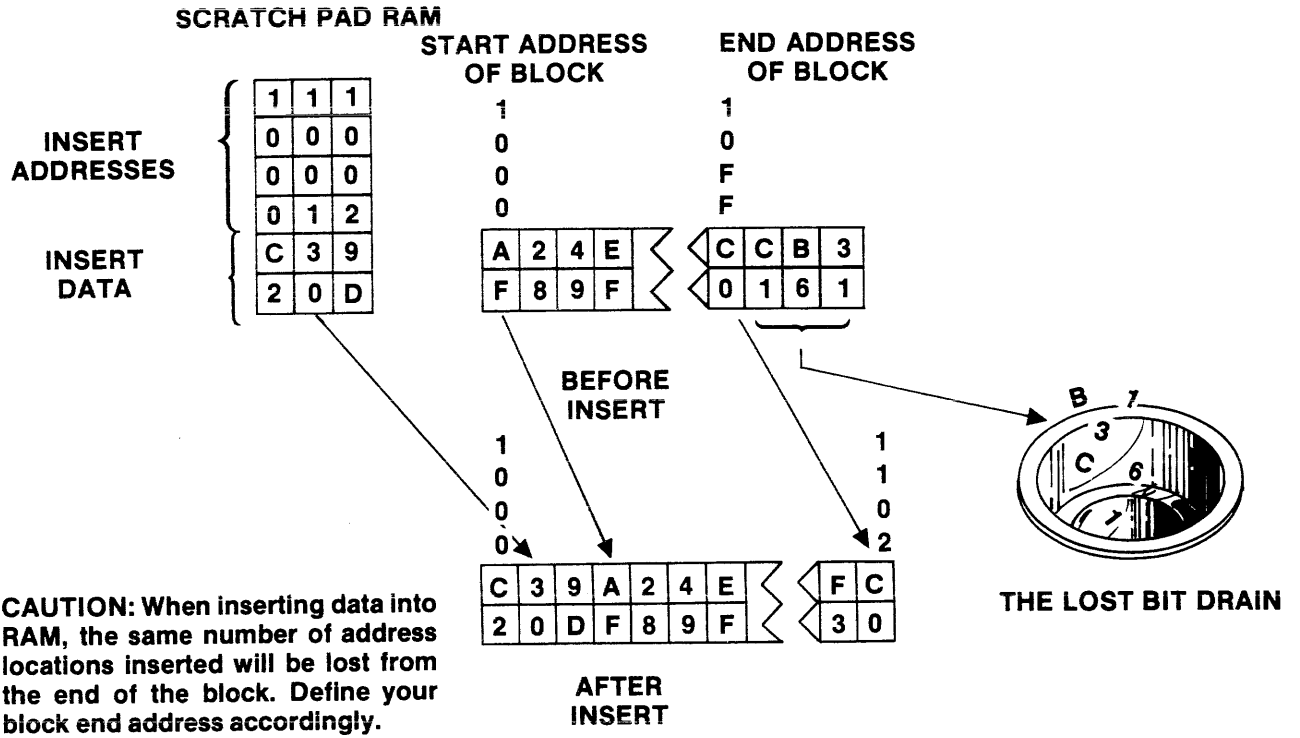 SCRATCH PAD RAM
START ADDRESS
OF BLOCK
END ADDRESS
OF BLOCK
INSERT
ADDRESSES
1 1 1
0 0 0
0 0 0
0 1 2
INSERT
DATA
C 3 9
2 0 D
1
0
0
0
A 2 4 E
F 8 9 F
1
0
F
F
C C B 3
0 1 6 1
BEFORE
INSERT
1
0
0
0
1
1
0
2
C 3 9 A 2 4 E
2 0 D F 8 9 F
F C
3 0
AFTER
INSERT
B 1
3
C 6
1
THE LOST BIT DRAIN
CAUTION: When inserting data into
RAM, the same number of address
locations inserted will be lost from
the end of the block. Define your
block end address accordingly.